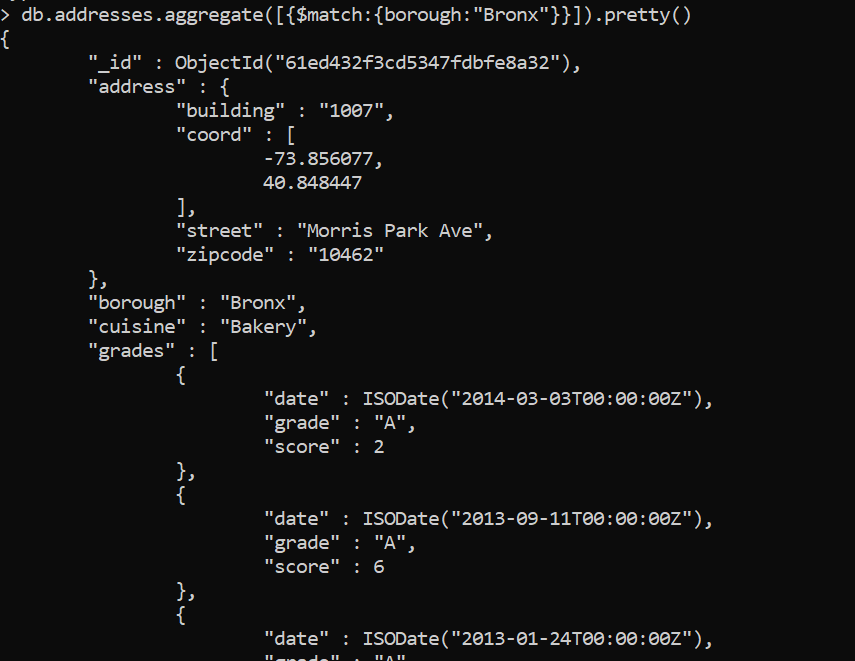 > db.addresses.aggregate([{$match:{borough:"Bronx"}}]).pretty()
{
        "_id" : ObjectId("61ed432f3cd5347fdbfe8a32"),
        "address" : {
                "building" : "1007",
                "coord" : [
                        -73.856077,
                        40.848447
                ],
                "street" : "Morris Park Ave",
                "zipcode" : "10462"
        },
        "borough" : "Bronx",
        "cuisine" : "Bakery",
        "grades" : [
                {
                        "date" : ISODate("2014-03-03T00:00:00Z"),
                        "grade" : "A",
                        "score" : 2
                },
                {
                        "date" : ISODate("2013-09-11T00:00:00Z"),
                        "grade" : "A",
                        "score" : 6
                },
                {
                        "date" : ISODate("2013-01-24T00:00:00Z"),